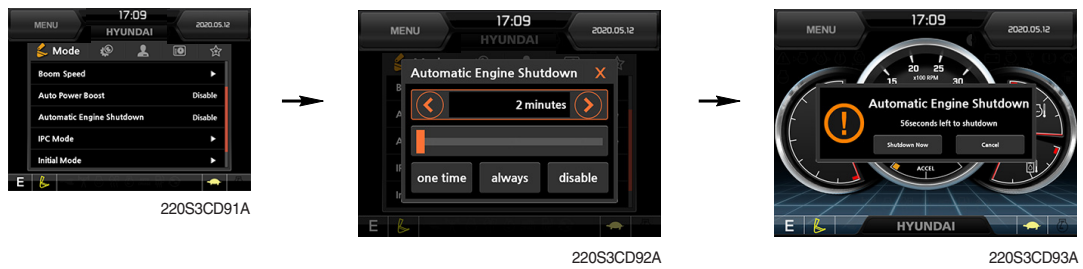 MENU 17:09 2020.05.12
HYUNDAI
Mode
Boom Speed
Auto Power Boost Disable
Automatic Engine Shutdown Disable
IPC Mode
Initial Mode
E
220S3CD91A
MENU 17:09 2020.05.12
HYUNDAI
Automatic Engine Shutdown X
2 minutes
one time always disable
E
220S3CD92A
MENU 17:09 2020.05.12
HYUNDAI
15 20 25 30
x100 RPM
Automatic Engine Shutdown
56seconds left to shutdown
Shutdown Now Cancel
ACCEL
E HYUNDAI
220S3CD93A